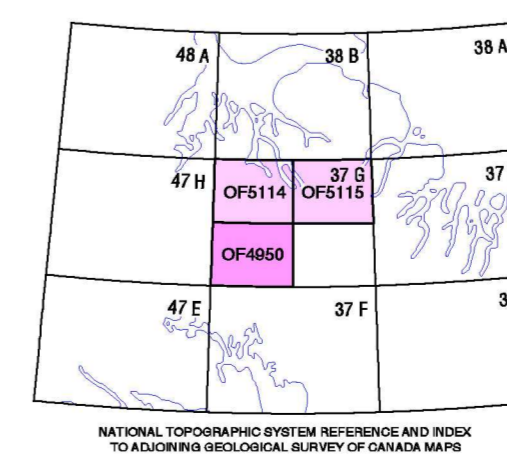 48 A
38 B
38 A
47 H
37 G
37
OF5114
OF5115
OF4950
47 E
37 F
3
NATIONAL TOPOGRAPHIC SYSTEM REFERENCE AND INDEX
TO ADJOINING GEOLOGICAL SURVEY OF CANADA MAPS